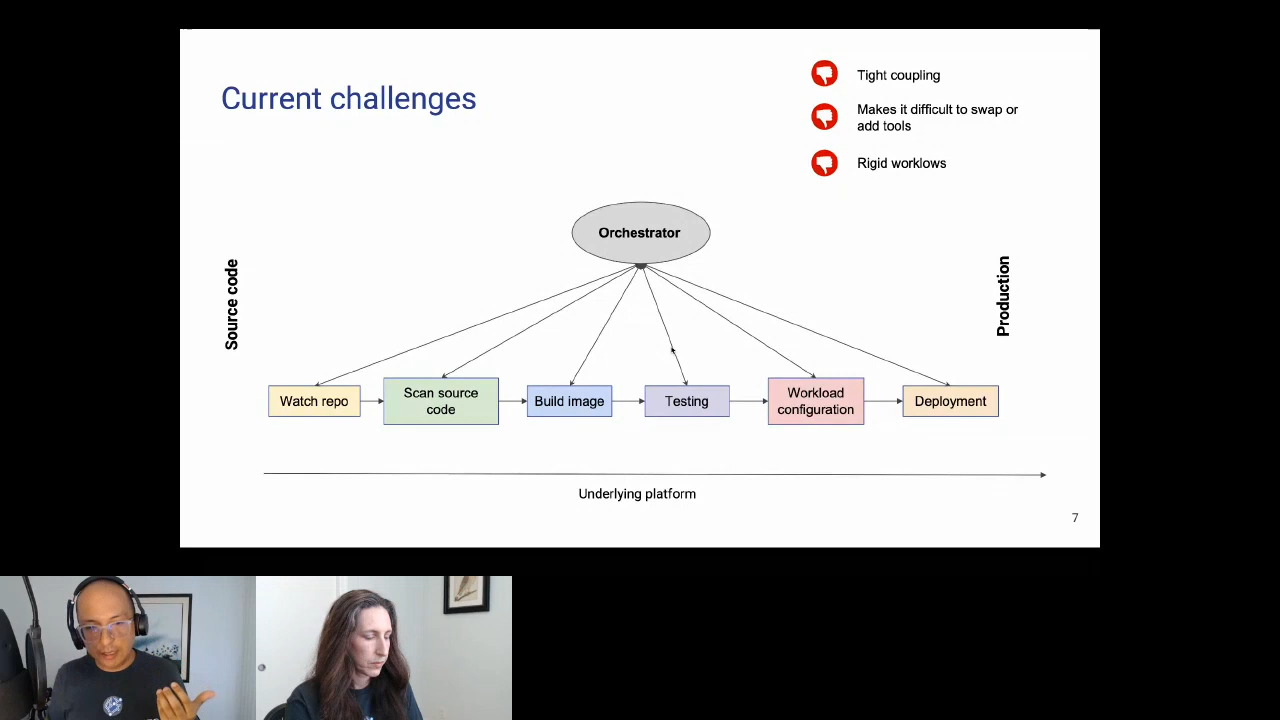 Current challenges
Tight coupling
Makes it difficult to swap or
add tools
Rigid worklows
Orchestrator
Source code
Production
Watch repo
Scan source
code
Build image
Testing
Workload
configuration
Deployment
Underlying platform
7